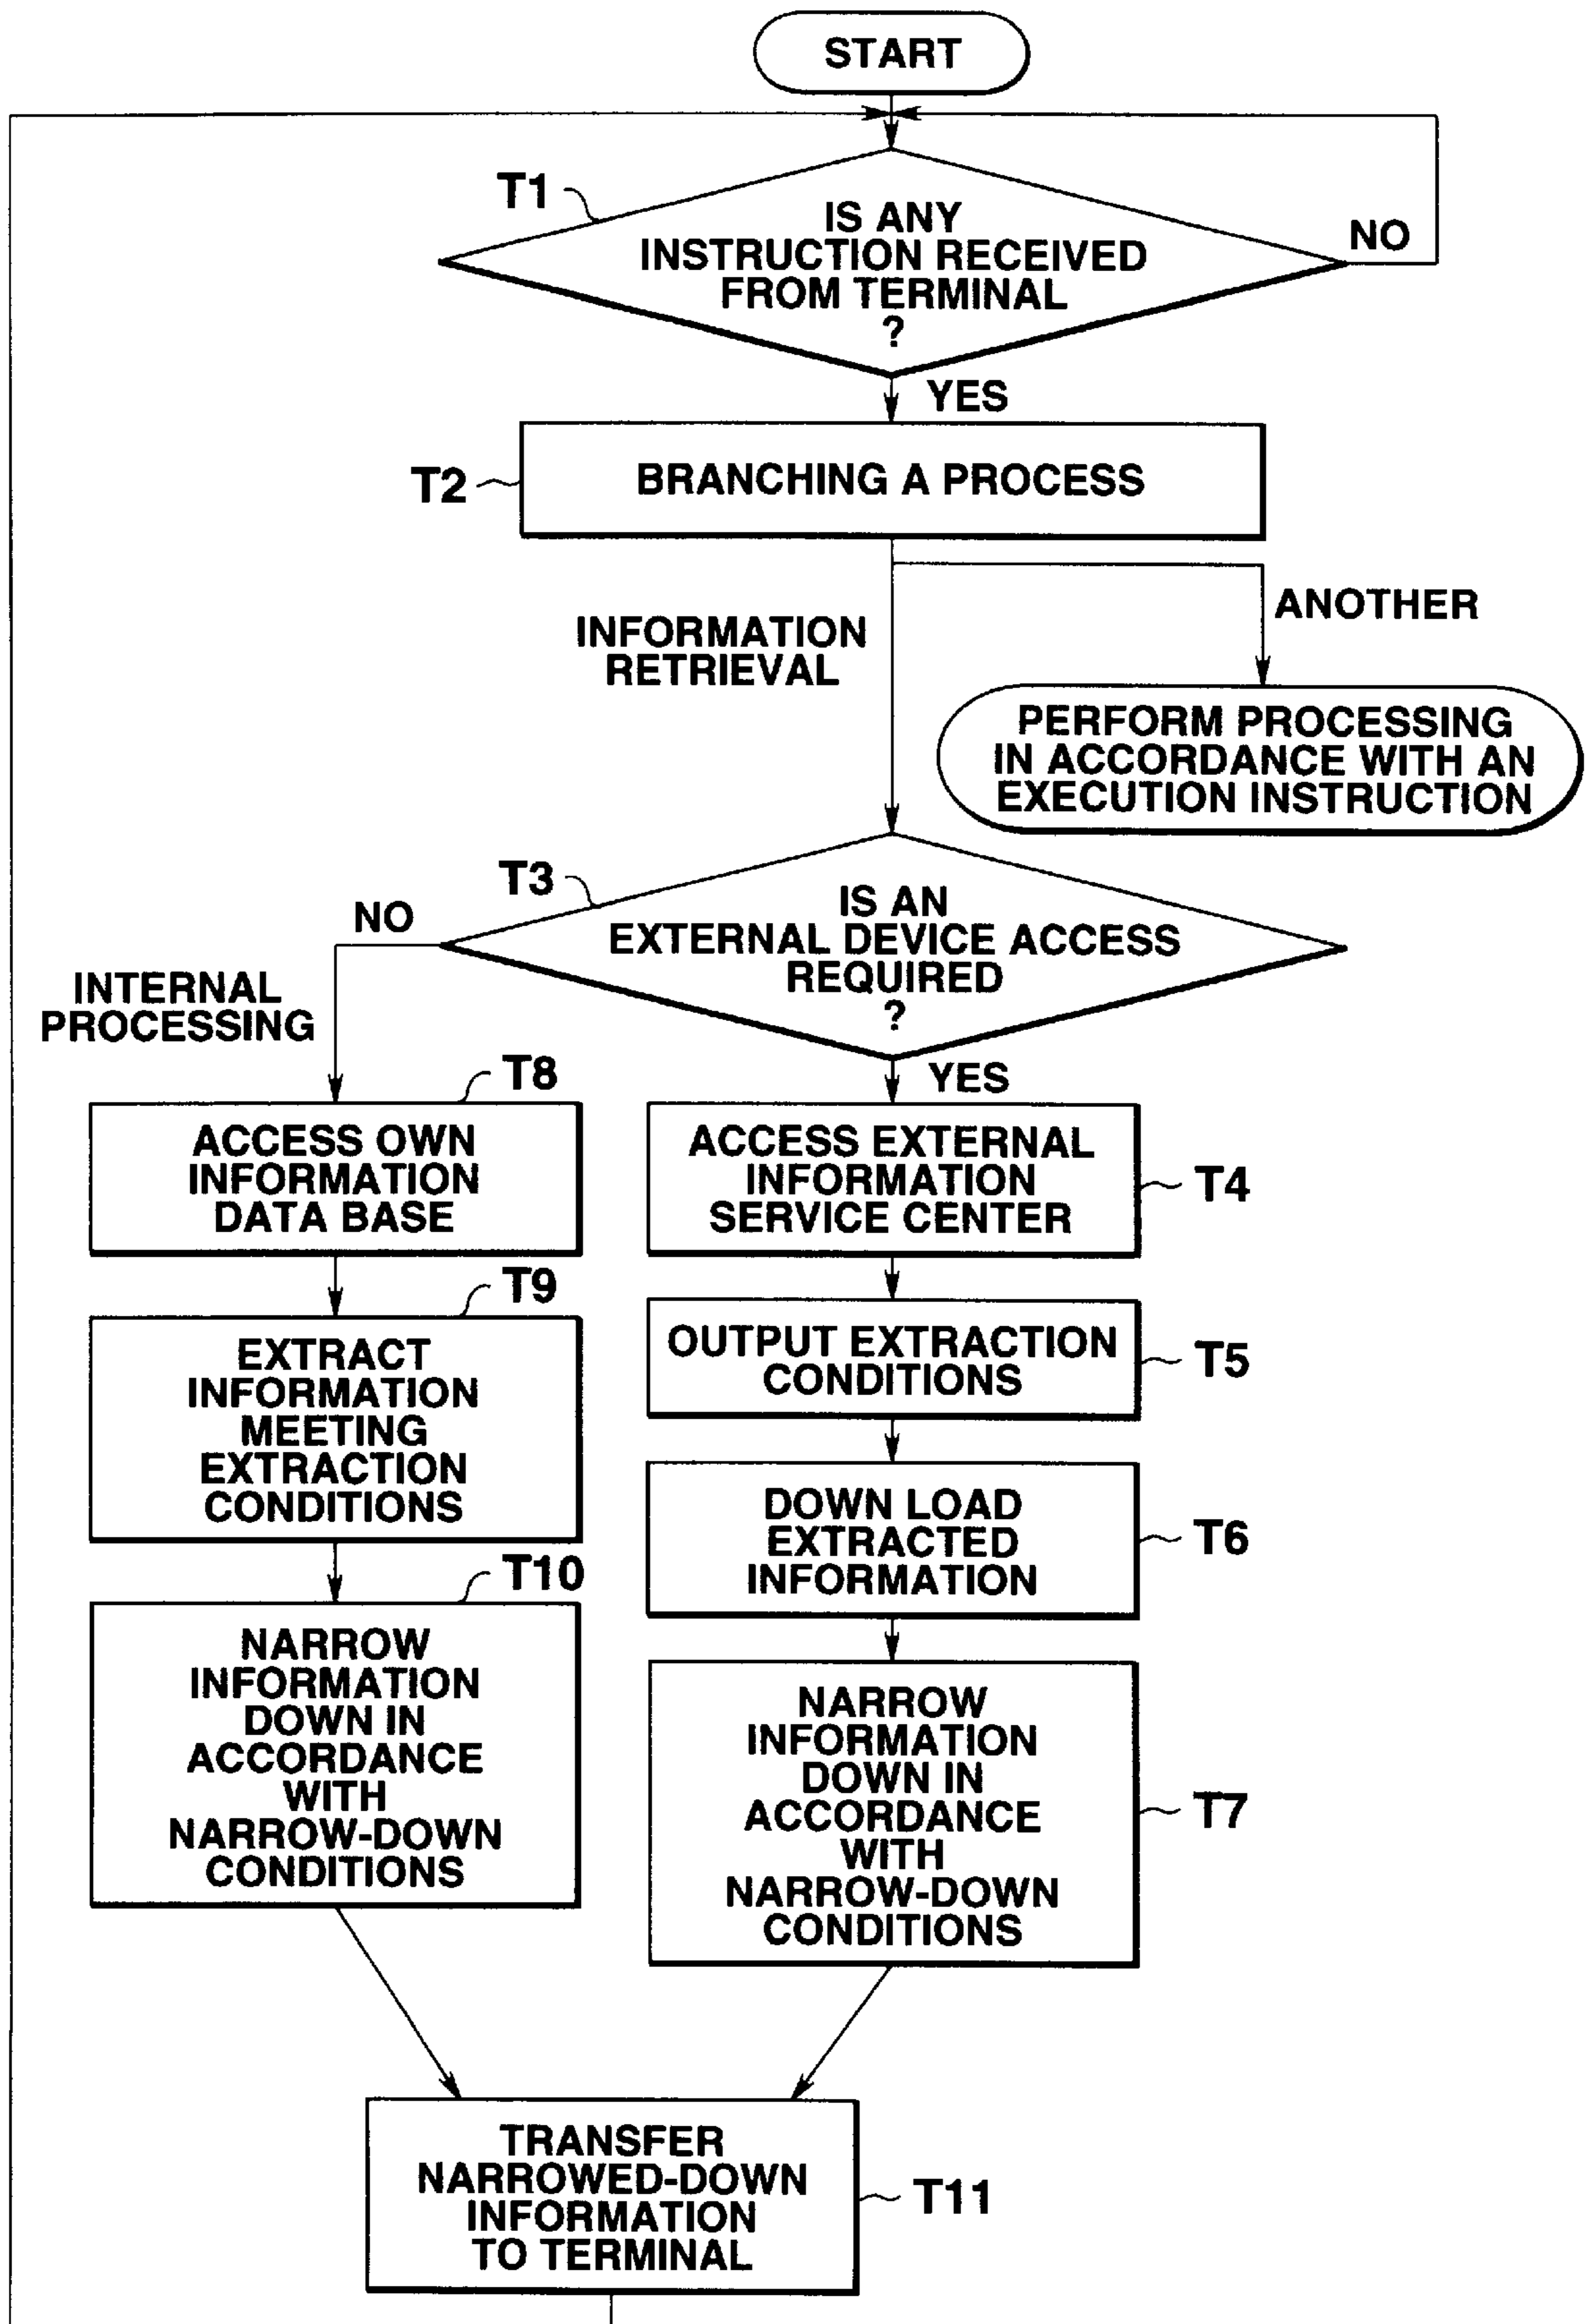 START
T1
IS ANY
INSTRUCTION RECEIVED
FROM TERMINAL
?
NO
YES
T2
BRANCHING A PROCESS
INFORMATION
RETRIEVAL
ANOTHER
PERFORM PROCESSING
IN ACCORDANCE WITH AN
EXECUTION INSTRUCTION
T3
IS AN
EXTERNAL DEVICE ACCESS
REQUIRED
?
NO
INTERNAL
PROCESSING
YES
T8
ACCESS OWN
INFORMATION
DATA BASE
T9
EXTRACT
INFORMATION
MEETING
EXTRACTION
CONDITIONS
T10
NARROW
INFORMATION
DOWN IN
ACCORDANCE
WITH
NARROW-DOWN
CONDITIONS
ACCESS EXTERNAL
INFORMATION
SERVICE CENTER
T4
OUTPUT EXTRACTION
CONDITIONS
T5
DOWN LOAD
EXTRACTED
INFORMATION
T6
NARROW
INFORMATION
DOWN IN
ACCORDANCE
WITH
NARROW-DOWN
CONDITIONS
T7
TRANSFER
NARROWED-DOWN
INFORMATION
TO TERMINAL
T11